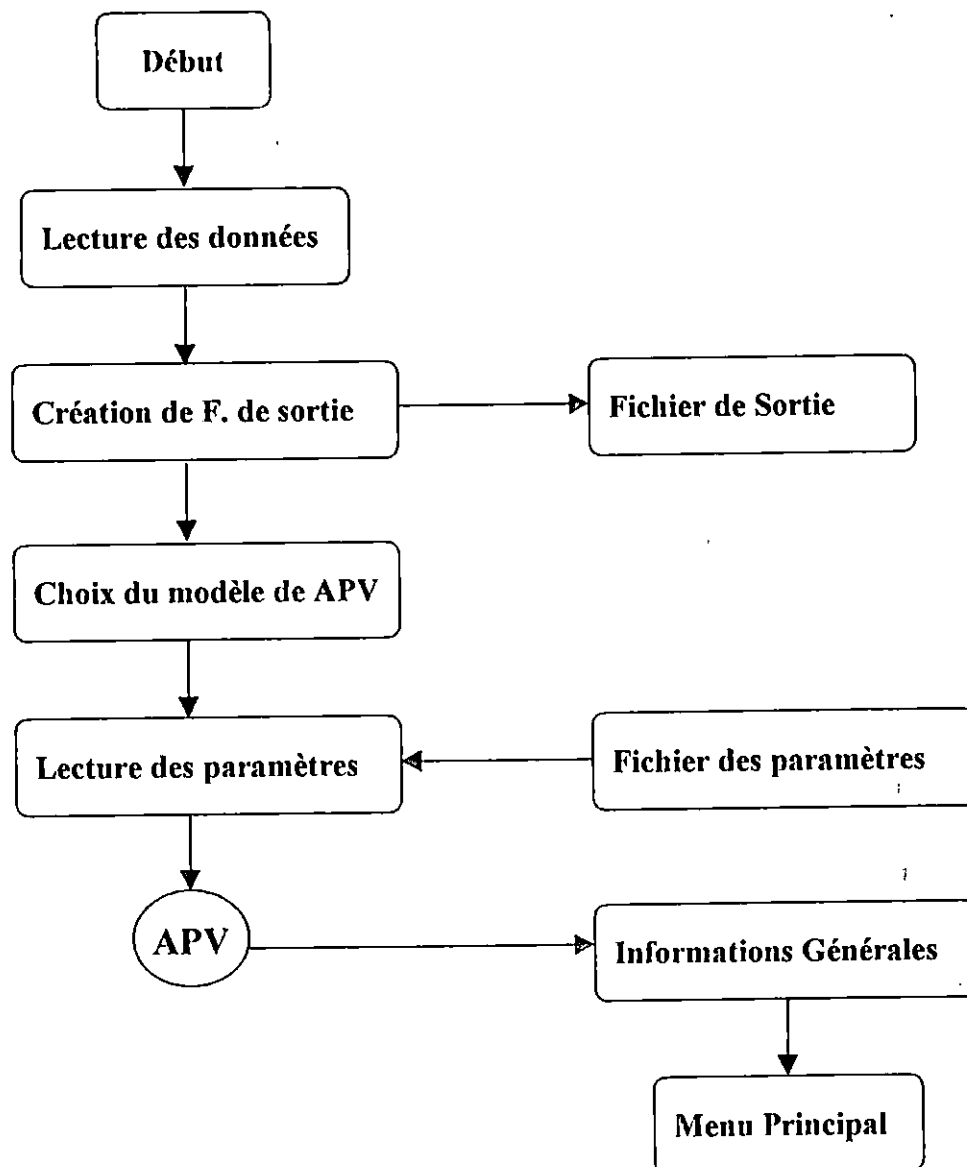 Début
Lecture des données
Création de F. de sortie
Fichier de Sortie
Choix du modèle de APV
Lecture des paramètres
Fichier des paramètres
APV
Informations Générales
Menu Principal